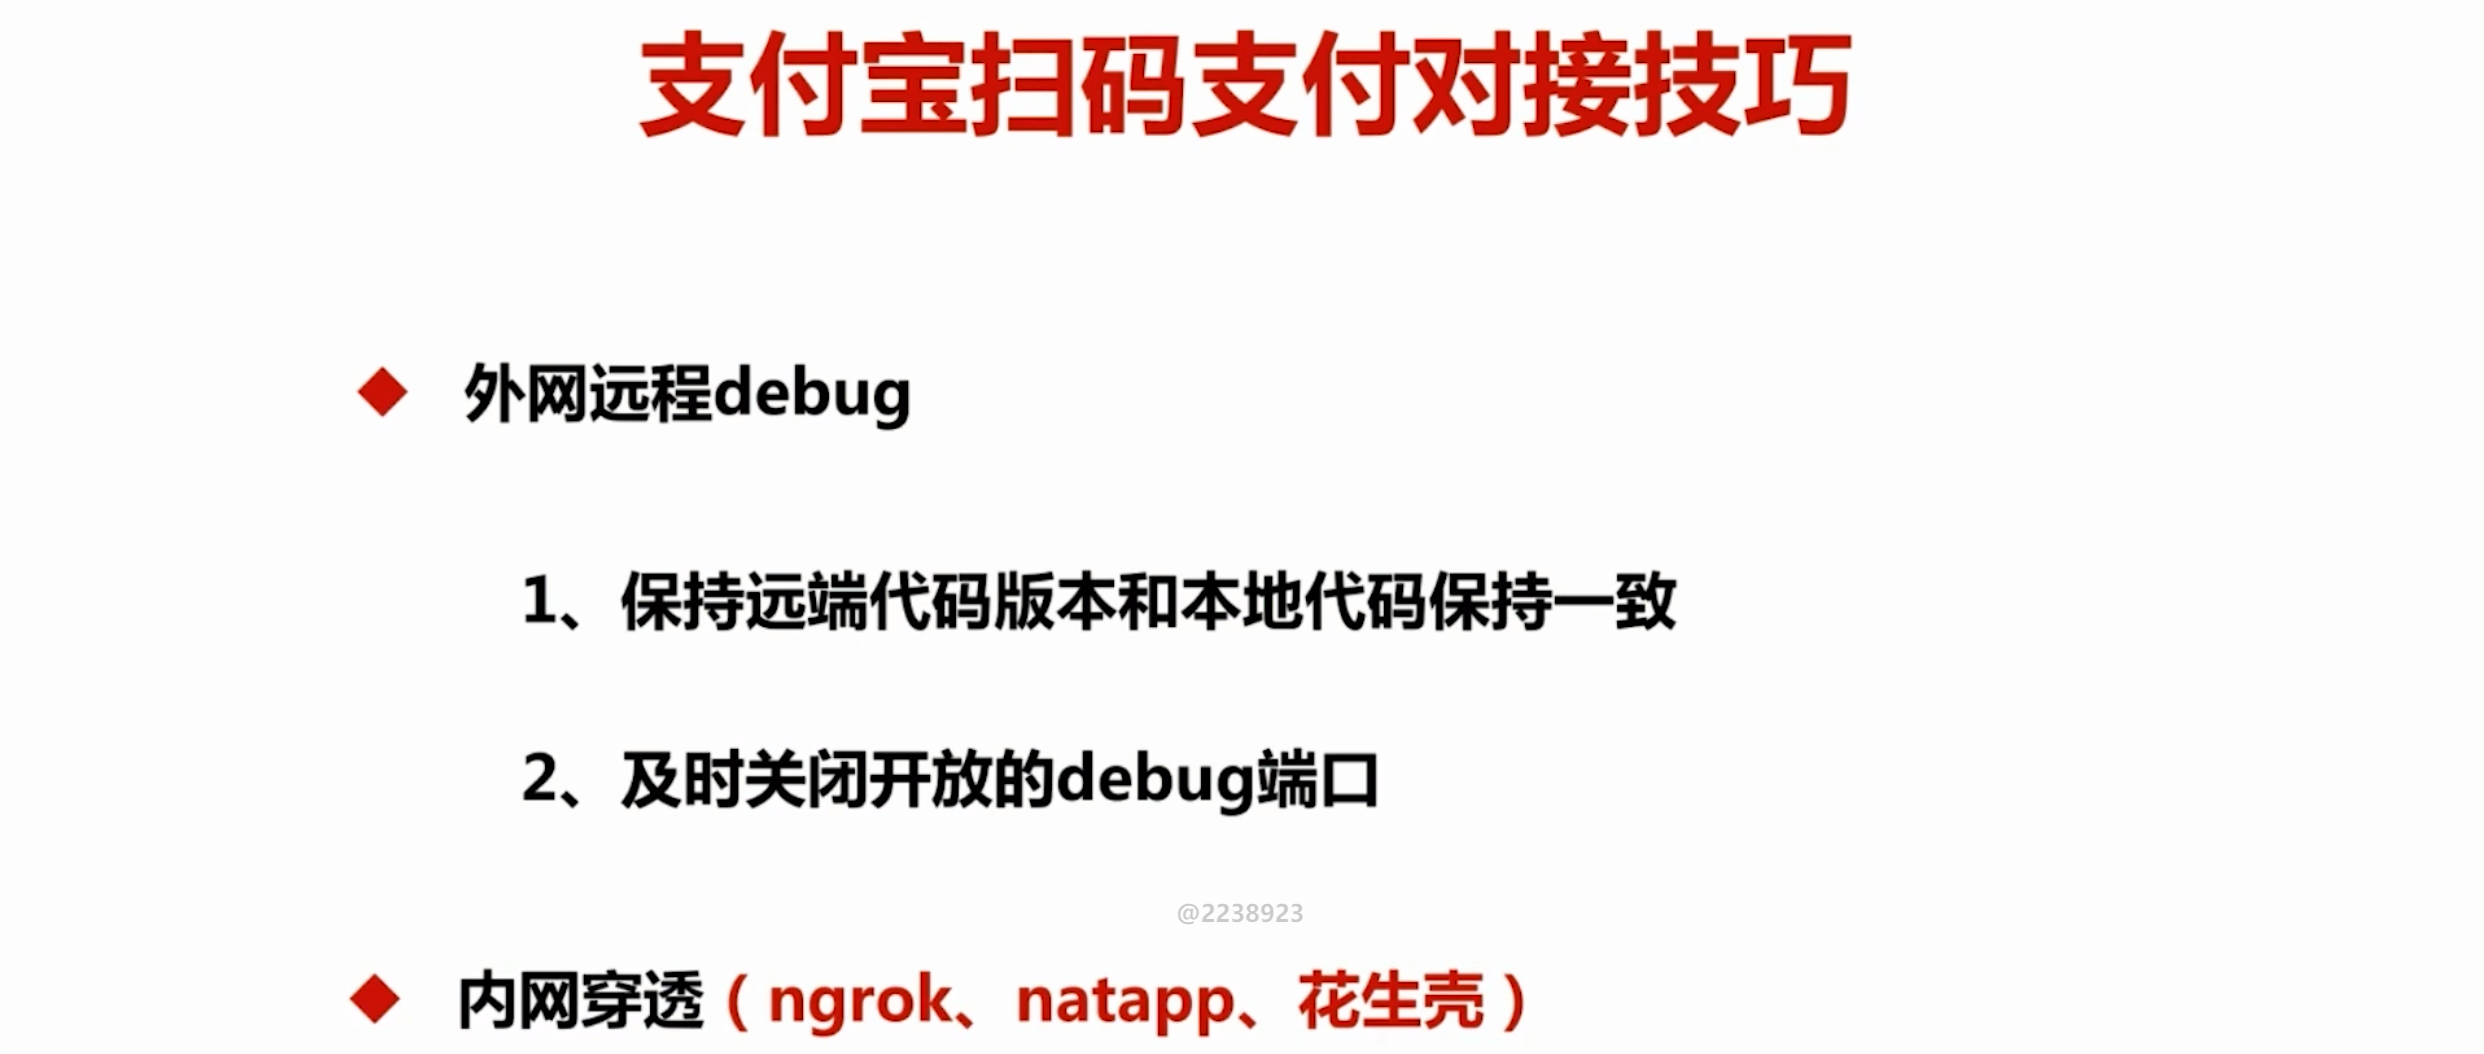 支付宝扫码支付对接技巧
外网远程debug
1、保持远端代码版本和本地代码保持一致
2、及时关闭开放的debug端口
@2238923
内网穿透（ngrok、natapp、花生壳）